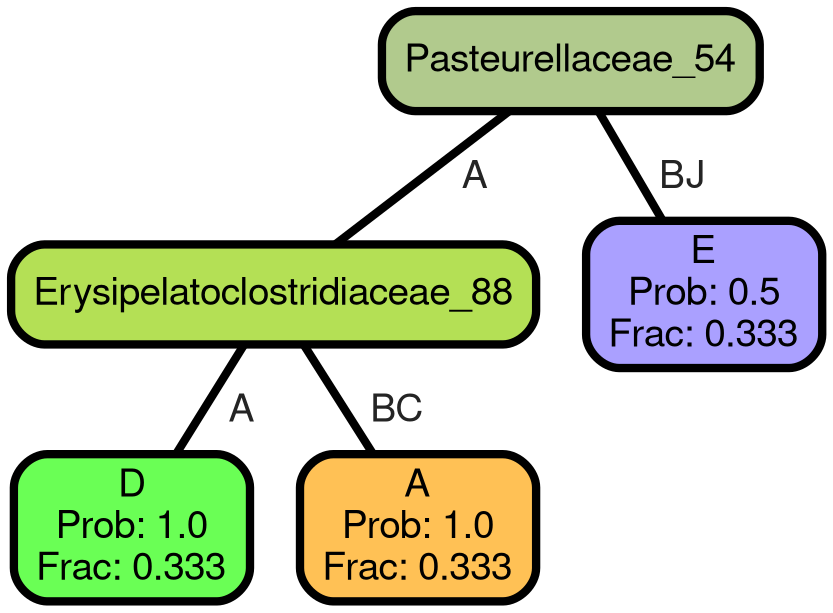 Pasteurellaceae_54
A
BJ
Erysipelatoclostridiaceae_88
E
Prob: 0.5
Frac: 0.333
A
BC
D
Prob: 1.0
Frac: 0.333
A
Prob: 1.0
Frac: 0.333